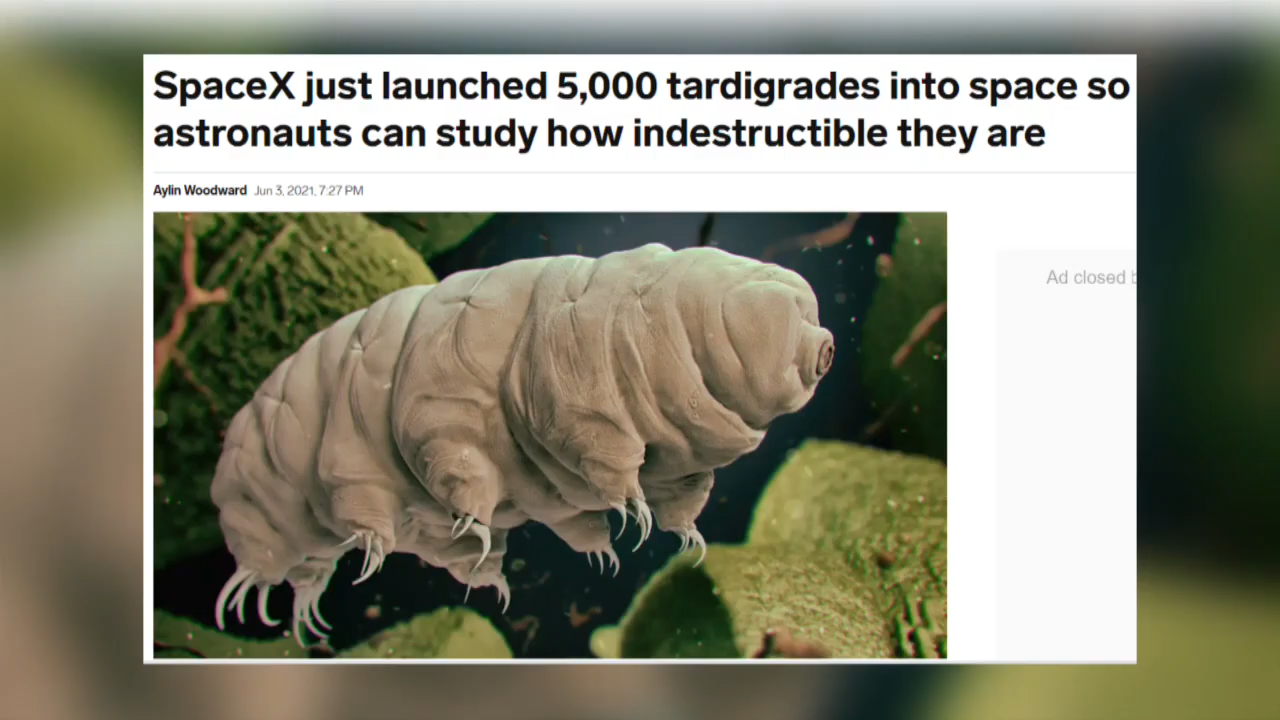 SpaceX just launched 5,000 tardigrades into space so
astronauts can study how indestructible they are
Aylin Woodward Jun 3, 2021, 7:27 PM
Ad closed